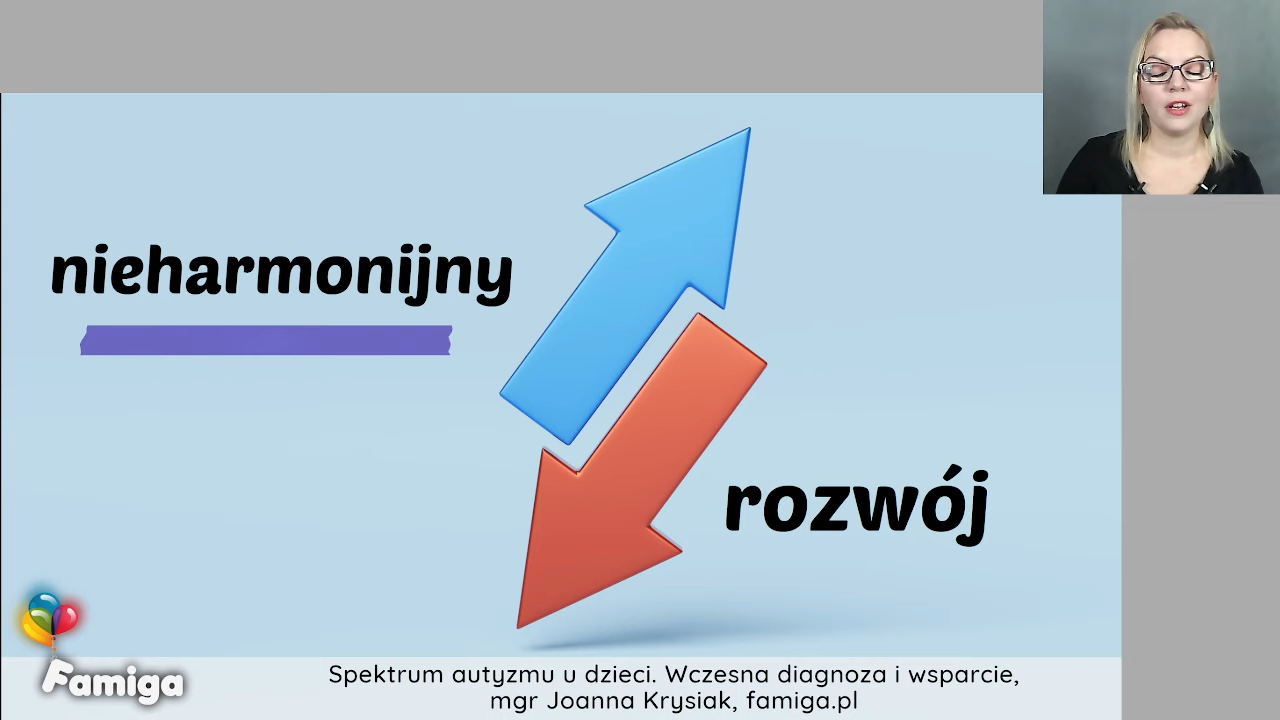 nieharmonijny
rozwój
Famiga
Spektrum autyzmu u dzieci. Wczesna diagnoza i wsparcie,
mgr Joanna Krysiak, famiga.pl